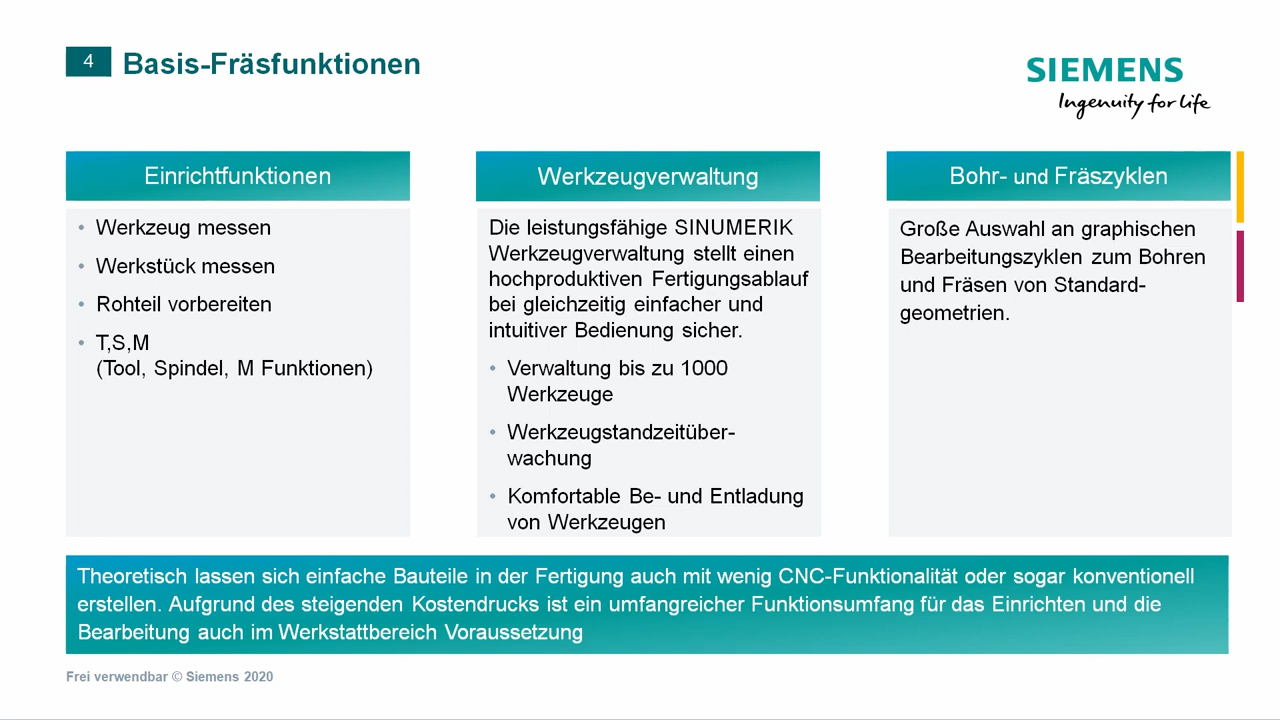 4
Basis-Fräsfunktionen
SIEMENS
Ingenuity for life
Einrichtfunktionen
• Werkzeug messen
• Werkstück messen
• Rohteil vorbereiten
• T,S,M
(Tool, Spindel, M Funktionen)
Werkzeugverwaltung
Die leistungsfähige SINUMERIK
Werkzeugverwaltung stellt einen
hochproduktiven Fertigungsablauf
bei gleichzeitig einfacher und
intuitiver Bedienung sicher.
• Verwaltung bis zu 1000
Werkzeuge
• Werkzeugstandzeitüber-
wachung
• Komfortable Be- und Entladung
von Werkzeugen
Bohr- und Fräszyklen
Große Auswahl an graphischen
Bearbeitungszyklen zum Bohren
und Fräsen von Standard-
geometrien.
Theoretisch lassen sich einfache Bauteile in der Fertigung auch mit wenig CNC-Funktionalität oder sogar konventionell
erstellen. Aufgrund des steigenden Kostendrucks ist ein umfangreicher Funktionsumfang für das Einrichten und die
Bearbeitung auch im Werkstattbereich Voraussetzung
Frei verwendbar © Siemens 2020